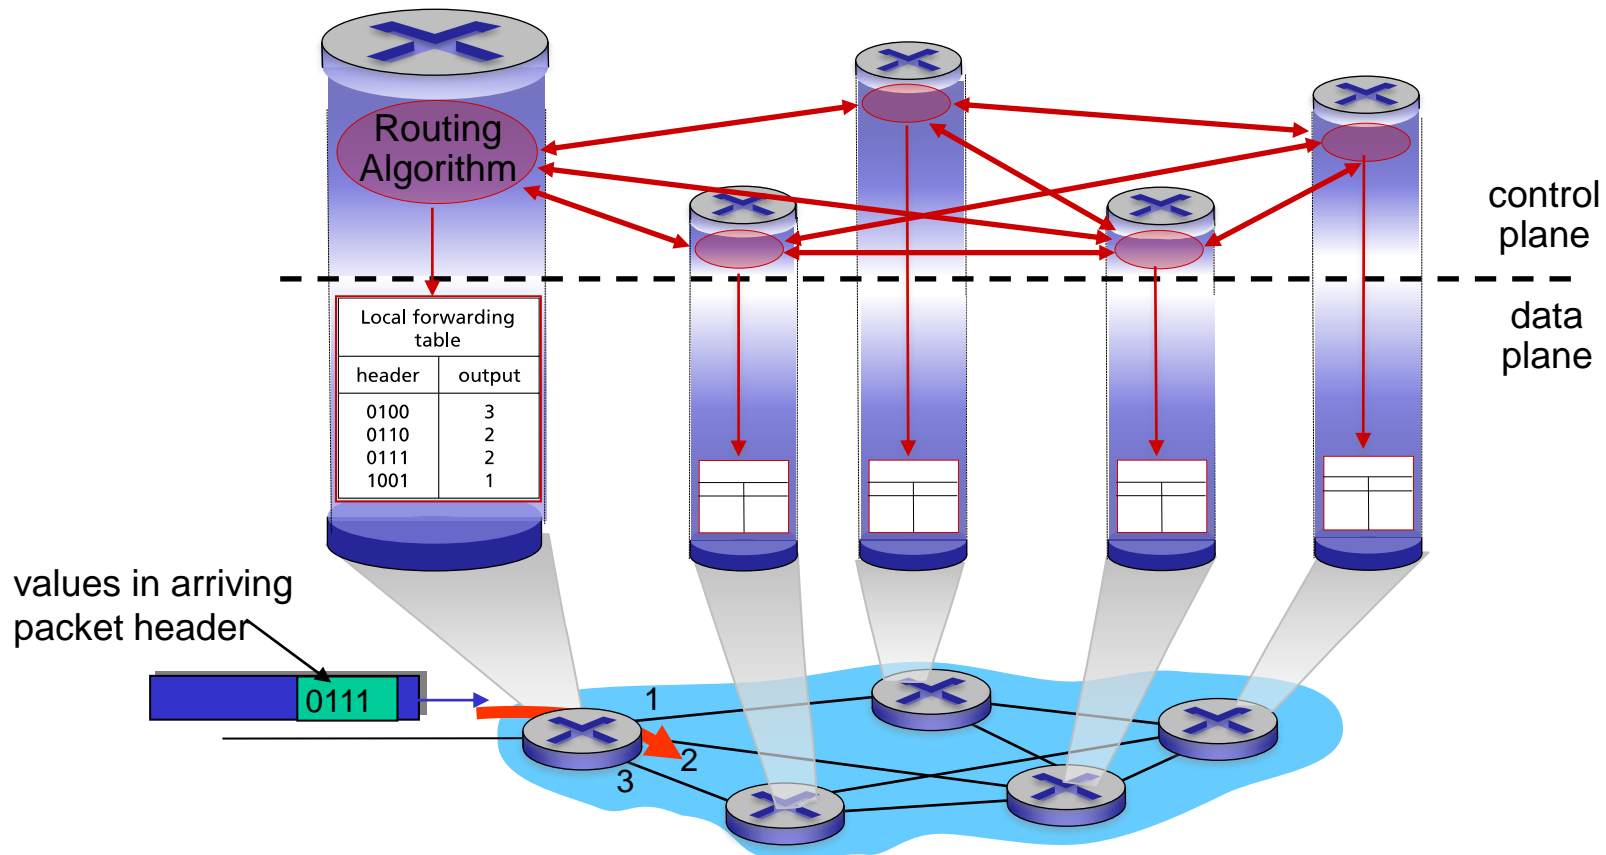 Routing
Algorithm
control
plane
data
plane
Local forwarding
table
header output
0100 3
0110 2
0111 2
1001 1
values in arriving
packet header
0111
1
2
3